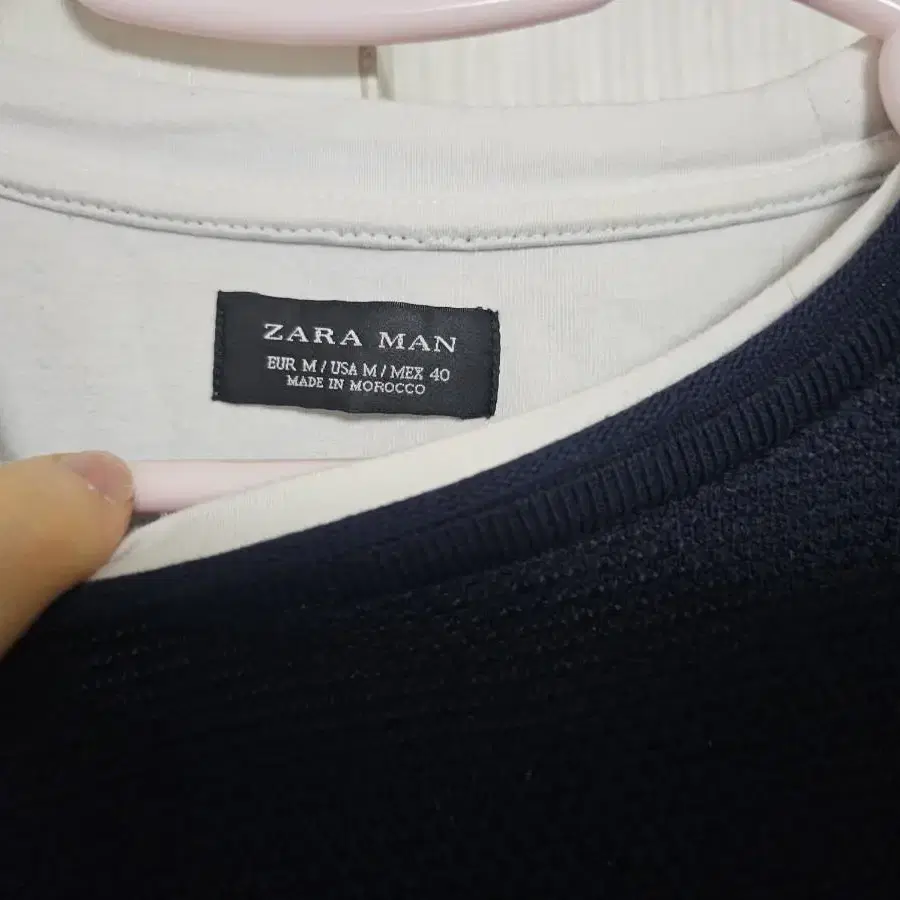 ZARA MAN
EUR M / USA M / MEX 40
MADE IN MOROCCO